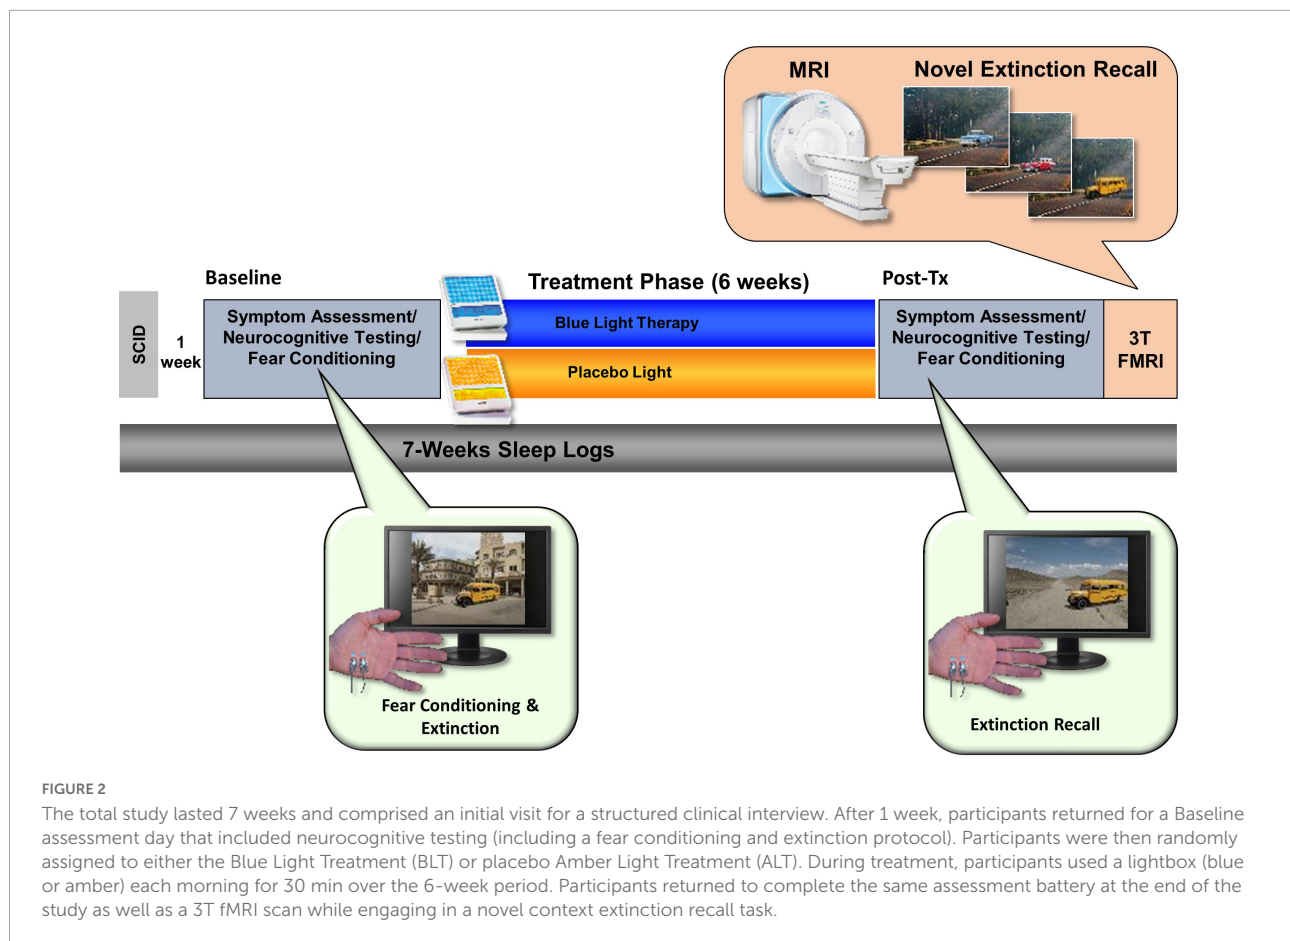 MRI
Novel Extinction Recall
Baseline
Treatment Phase (6 weeks)
Post-Tx
SCID
1
week
Symptom Assessment/
Neurocognitive Testing/
Fear Conditioning
Blue Light Therapy
Placebo Light
Symptom Assessment/
Neurocognitive Testing/
Fear Conditioning
3T
FMRI
7-Weeks Sleep Logs
Fear Conditioning &
Extinction
Extinction Recall
FIGURE 2
The total study lasted 7 weeks and comprised an initial visit for a structured clinical interview. After 1 week, participants returned for a Baseline
assessment day that included neurocognitive testing (including a fear conditioning and extinction protocol). Participants were then randomly
assigned to either the Blue Light Treatment (BLT) or placebo Amber Light Treatment (ALT). During treatment, participants used a lightbox (blue
or amber) each morning for 30 min over the 6-week period. Participants returned to complete the same assessment battery at the end of the
study as well as a 3T fMRI scan while engaging in a novel context extinction recall task.